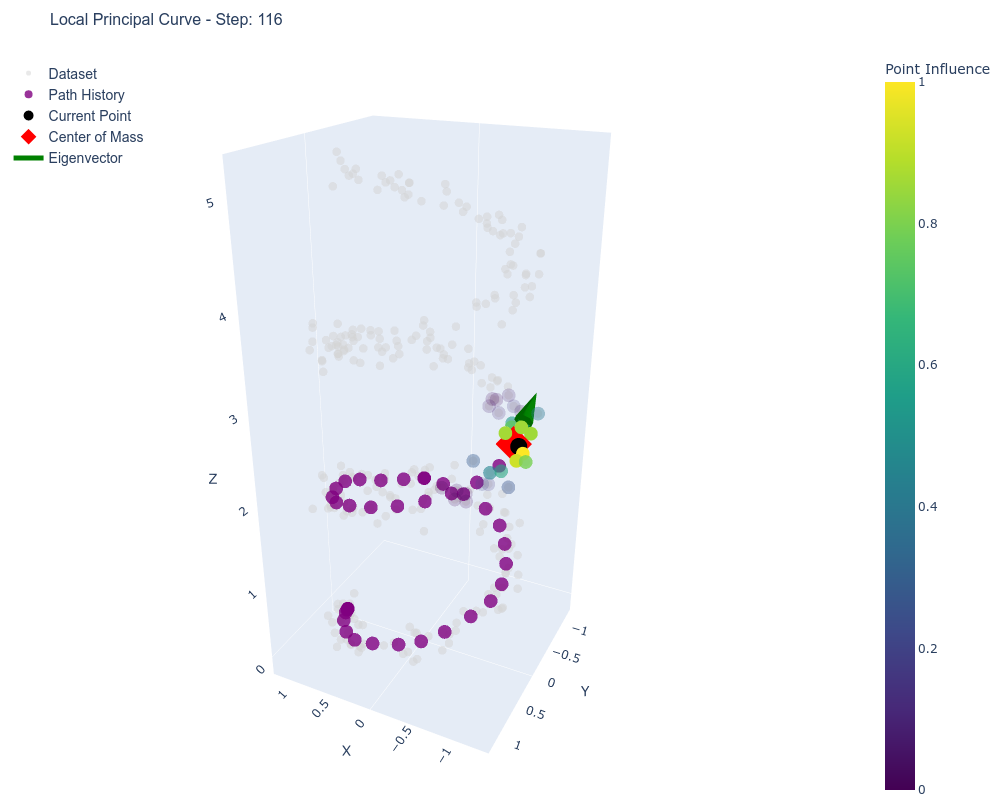 Local Principal Curve - Step: 116
Dataset
Path History
Current Point
Center of Mass
Eigenvector
Point Influence
1
0.8
0.6
0.4
0.2
0
5
4
3
Z
2
1
0
1
0.5
0
−0.5
−1
X
−1
−0.5
0
0.5
1
Y